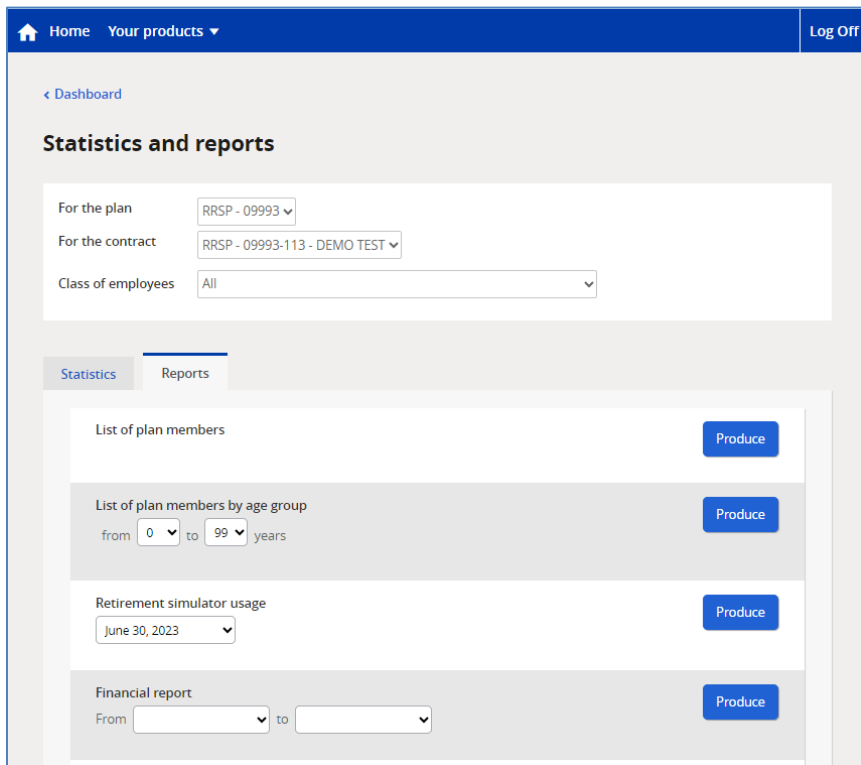 Home Your products Log Off
Dashboard
Statistics and reports
For the plan RRSP - 09993
For the contract RRSP - 09993-113 - DEMO TEST
Class of employees All
Statistics Reports
List of plan members Produce
List of plan members by age group Produce
from 0 to 99 years
Retirement simulator usage Produce
June 30, 2023
Financial report Produce
From to